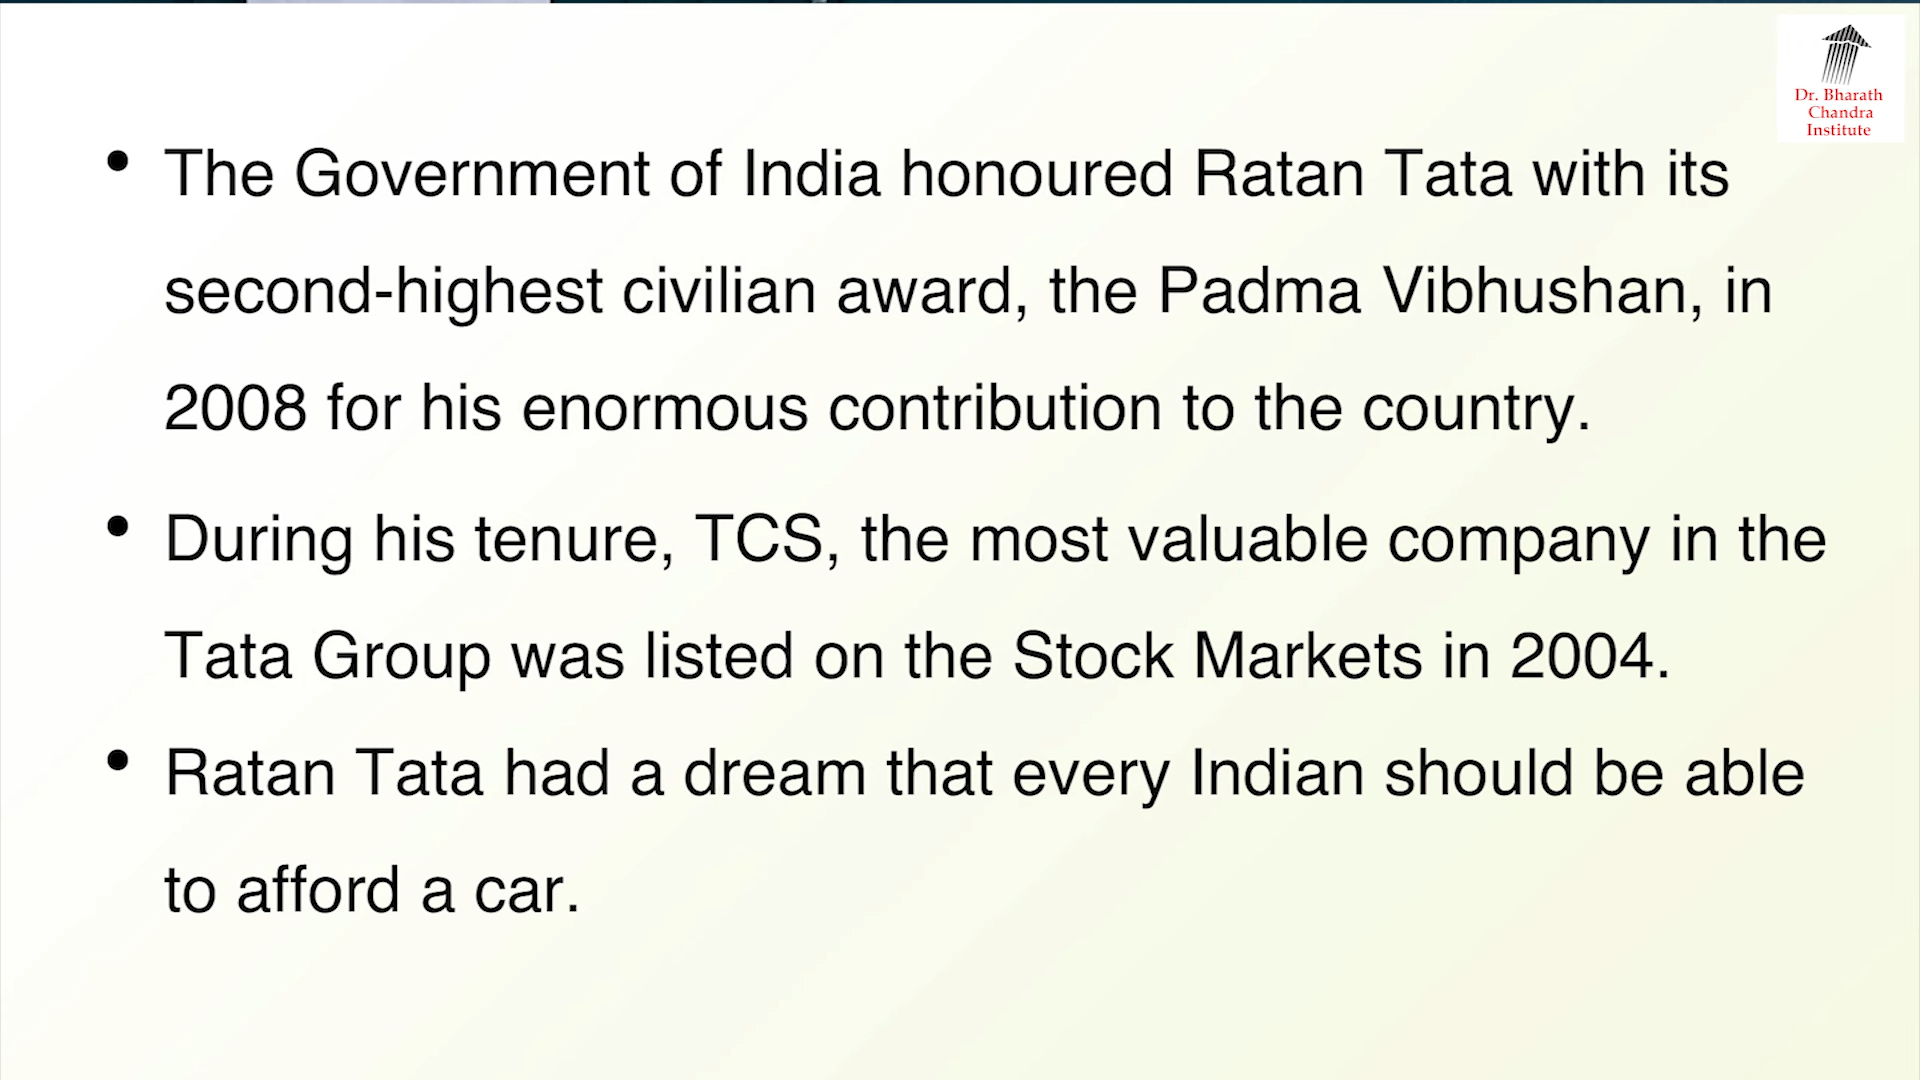 Dr. Bharath
Chandra
Institute
• The Government of India honoured Ratan Tata with its
second-highest civilian award, the Padma Vibhushan, in
2008 for his enormous contribution to the country.
• During his tenure, TCS, the most valuable company in the
Tata Group was listed on the Stock Markets in 2004.
• Ratan Tata had a dream that every Indian should be able
to afford a car.